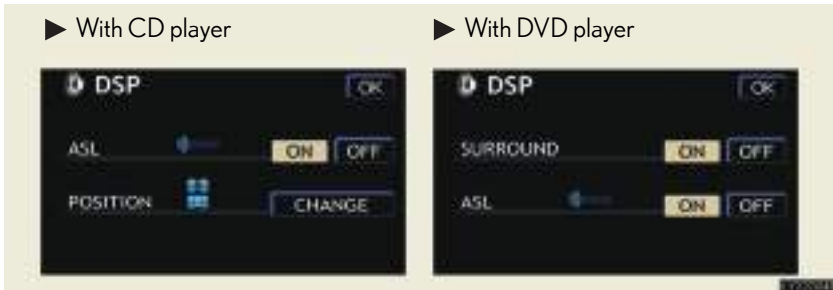 ▶ With CD player
DSP
OK
ASL
ON OFF
POSITION
CHANGE
▶ With DVD player
DSP
OK
SURROUND
ON OFF
ASL
ON OFF